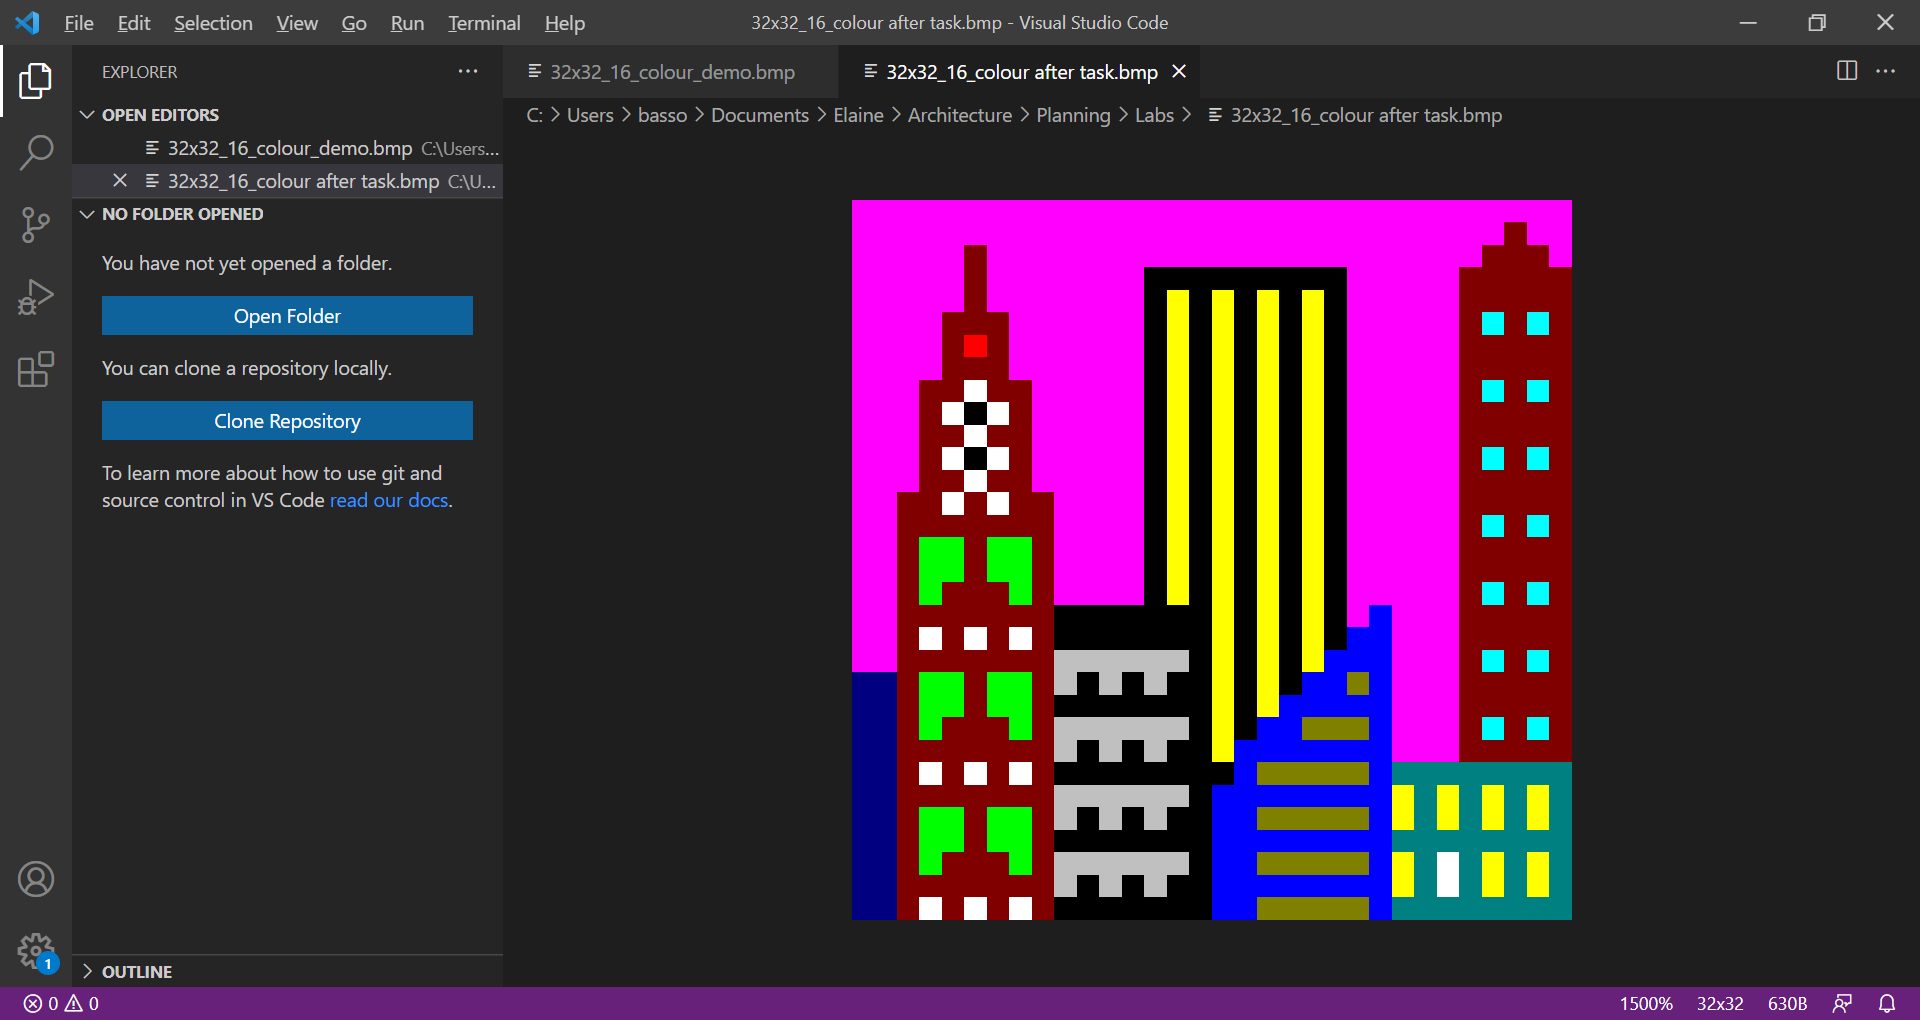 File Edit Selection View Go Run Terminal Help 32x32_16_colour after task.bmp - Visual Studio Code
EXPLORER
OPEN EDITORS
32x32_16_colour_demo.bmp C:\Users...
32x32_16_colour after task.bmp C:\U...
NO FOLDER OPENED
You have not yet opened a folder.
Open Folder
You can clone a repository locally.
Clone Repository
To learn more about how to use git and
source control in VS Code read our docs.
OUTLINE
32x32_16_colour_demo.bmp 32x32_16_colour after task.bmp
C: > Users > basso > Documents > Elaine > Architecture > Planning > Labs > 32x32_16_colour after task.bmp
1
0 0 1500% 32x32 630B